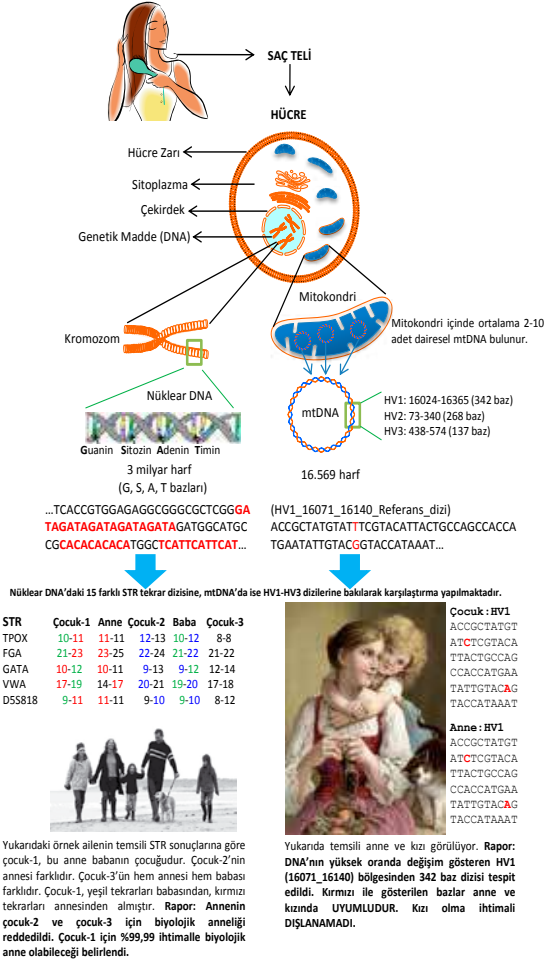 SAÇ TELİ
HÜCRE
Hücre Zarı
Sitoplazma
Çekirdek
Genetik Madde (DNA)
Mitokondri
Kromozom
Mitokondri içinde ortalama 2-10
adet dairesel mtDNA bulunur.
Nüklear DNA
mtDNA
HV1: 16024-16365 (342 baz)
HV2: 73-340 (268 baz)
HV3: 438-574 (137 baz)
Guanin Sitozin Adenin Timin
3 milyar harf
(G, S, A, T bazları)
16.569 harf
...TCACCGTGGAGAGGCGGGCGCTCGGGGA
TAGATAGATAGATAGATAGATGGCATGC
CGCACACACACATGGCTCATTCATTCAT...
(HV1_16071_16140_Referans_dizi)
ACCGCTATGTATTTCGTACATTACTGCCAGCCACCA
TGAATATTGTACGGTACCATAAAT...
Nüklear DNA'daki 15 farklı STR tekrar dizisine, mtDNA'da ise HV1-HV3 dizilerine bakılarak karşılaştırma yapılmaktadır.
STR Çocuk-1 Anne Çocuk-2 Baba Çocuk-3
TPOX 10-11 11-11 12-13 10-12 8-8
FGA 21-23 23-25 22-24 21-22 21-22
GATA 10-12 10-11 9-13 9-12 12-14
VWA 17-19 14-17 20-21 19-20 17-18
D5S818 9-11 11-11 9-10 9-10 8-12
Çocuk:HV1
ACCGCTATGT
ATCTCGTACA
TTACTGCCAG
CCACCATGAA
TATTGTACAG
TACCATAAAT
Anne:HV1
ACCGCTATGT
ATCTCGTACA
TTACTGCCAG
CCACCATGAA
TATTGTACAG
TACCATAAAT
Yukarıdaki örnek ailenin temsili STR sonuçlarına göre
çocuk-1, bu anne babanın çocuğudur. Çocuk-2'nin
annesi farklıdır. Çocuk-3'ün hem annesi hem babası
farklıdır. Çocuk-1, yeşil tekrarları babasından, kırmızı
tekrarları annesinden almıştır. Rapor: Annenin
çocuk-2 ve çocuk-3 için biyolojik anneliği
reddedildi. Çocuk-1 için %99,99 ihtimalle biyolojik
anne olabileceği belirlendi.
Yukarıda temsili anne ve kızı görülüyor. Rapor:
DNA'nın yüksek oranda değişim gösteren HV1
(16071_16140) bölgesinden 342 baz dizisi tespit
edildi. Kırmızı ile gösterilen bazlar anne ve
kızında UYUMLUDUR. Kızı olma ihtimali
DIŞLANAMADI.